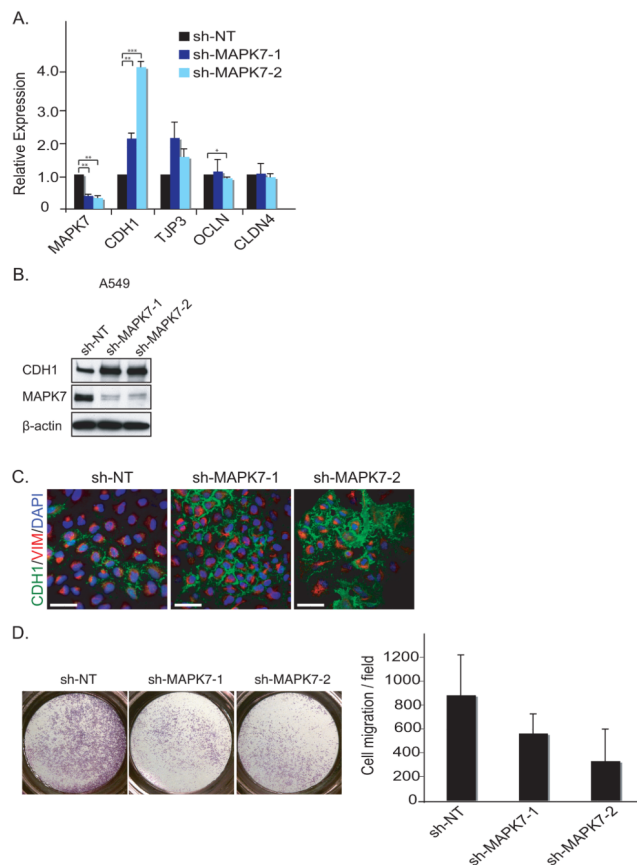 A.
sh-NT
sh-MAPK7-1
sh-MAPK7-2
Relative Expression
4.0
3.0
2.0
1.0
0
**
**
**
***
*
MAPK7
CDH1
TJP3
OCLN
CLDN4
B.
A549
sh-NT
sh-MAPK7-1
sh-MAPK7-2
CDH1
MAPK7
β-actin
C.
sh-NT
sh-MAPK7-1
sh-MAPK7-2
CDH1/VIM/DAPI
D.
sh-NT
sh-MAPK7-1
sh-MAPK7-2
Cell migration / field
1200
1000
800
600
400
200
0
sh-NT
sh-MAPK7-1
sh-MAPK7-2